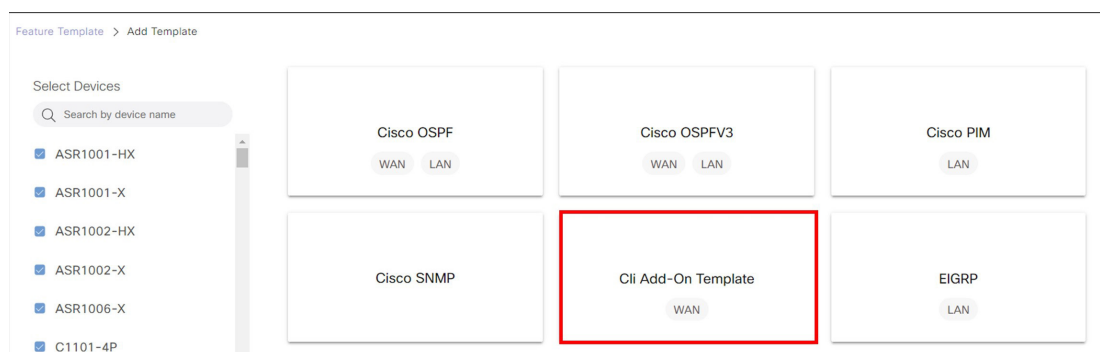 Feature Template > Add Template
Select Devices
Search by device name
ASR1001-HX
ASR1001-X
ASR1002-HX
ASR1002-X
ASR1006-X
C1101-4P
Cisco OSPF
WAN LAN
Cisco OSPFV3
WAN LAN
Cisco PIM
LAN
Cisco SNMP
Cli Add-On Template
WAN
EIGRP
LAN